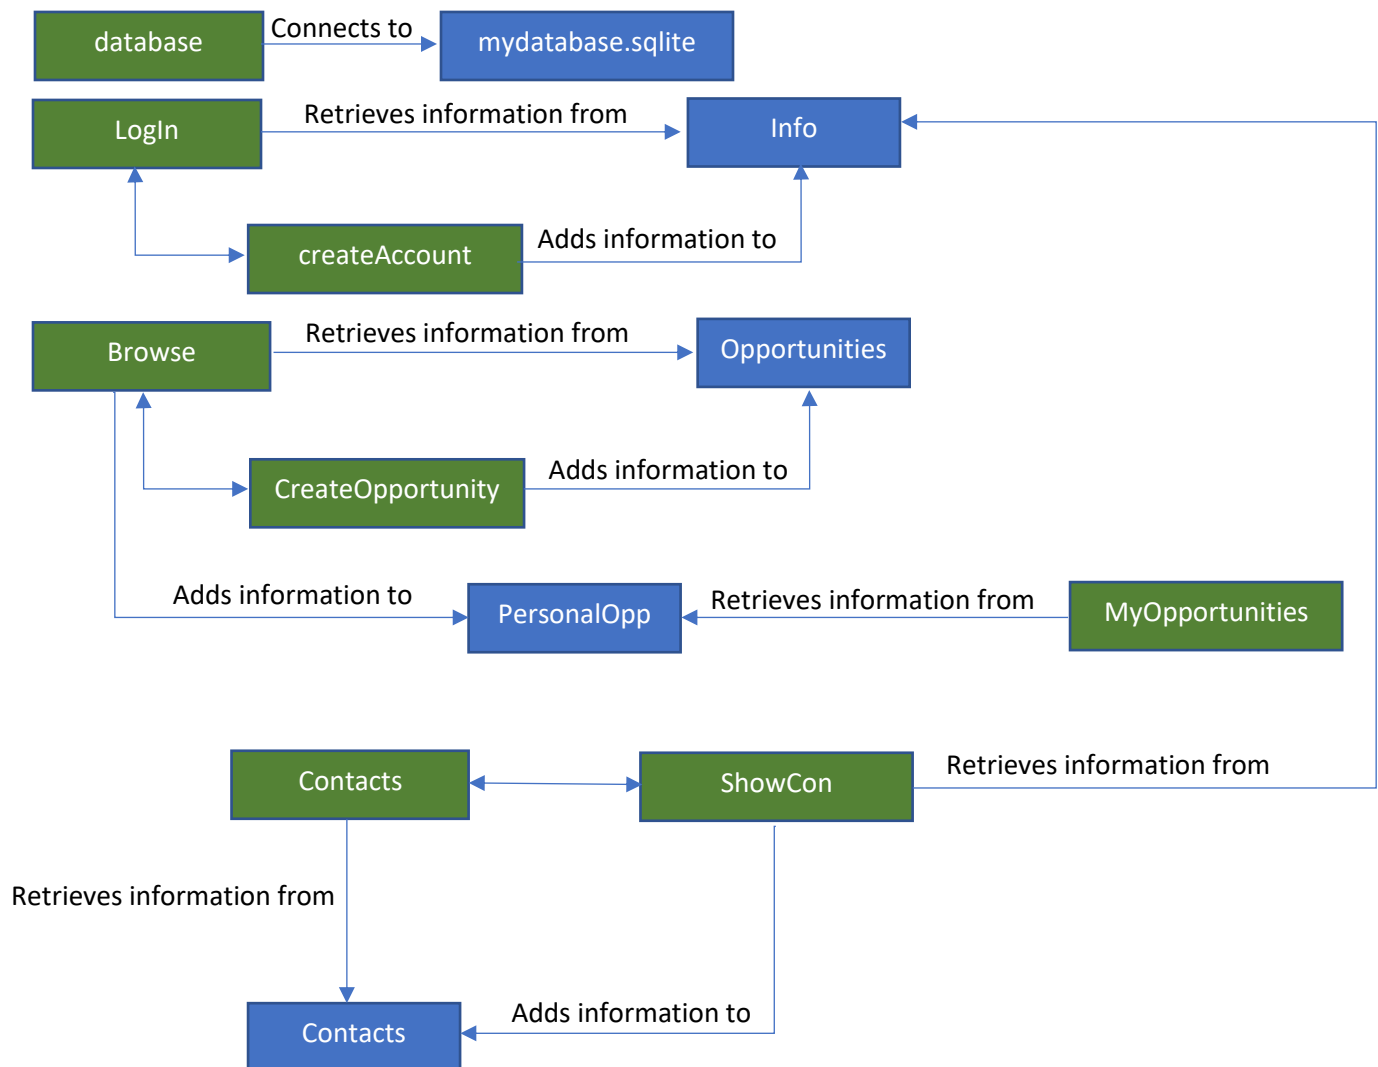 database
Connects to
mydatabase.sqlite
LogIn
Retrieves information from
Info
createAccount
Adds information to
Browse
Retrieves information from
Opportunities
CreateOpportunity
Adds information to
Adds information to
PersonalOpp
Retrieves information from
MyOpportunities
Contacts
ShowCon
Retrieves information from
Retrieves information from
Contacts
Adds information to